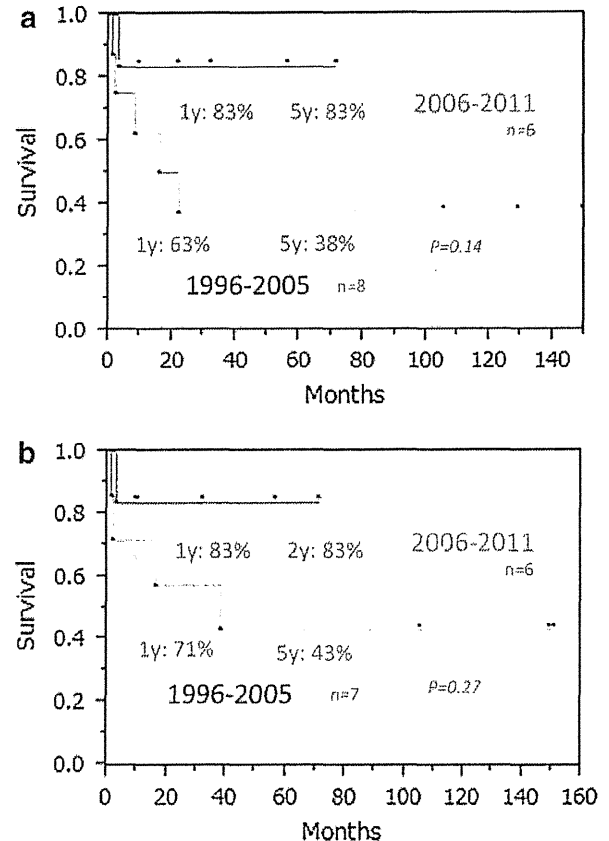 a
1.0
0.8
1y: 83% 5y: 83% 2006-2011
n=6
0.6
Survival
0.4
1y: 63% 5y: 38% P=0.14
0.2
1996-2005 n=8
0.0
0 20 40 60 80 100 120 140
Months
b
1.0
0.8
1y: 83% 2y: 83% 2006-2011
n=6
0.6
Survival
0.4
1y: 71% 5y: 43%
1996-2005 n=7 P=0.27
0.2
0.0
0 20 40 60 80 100 120 140 160
Months